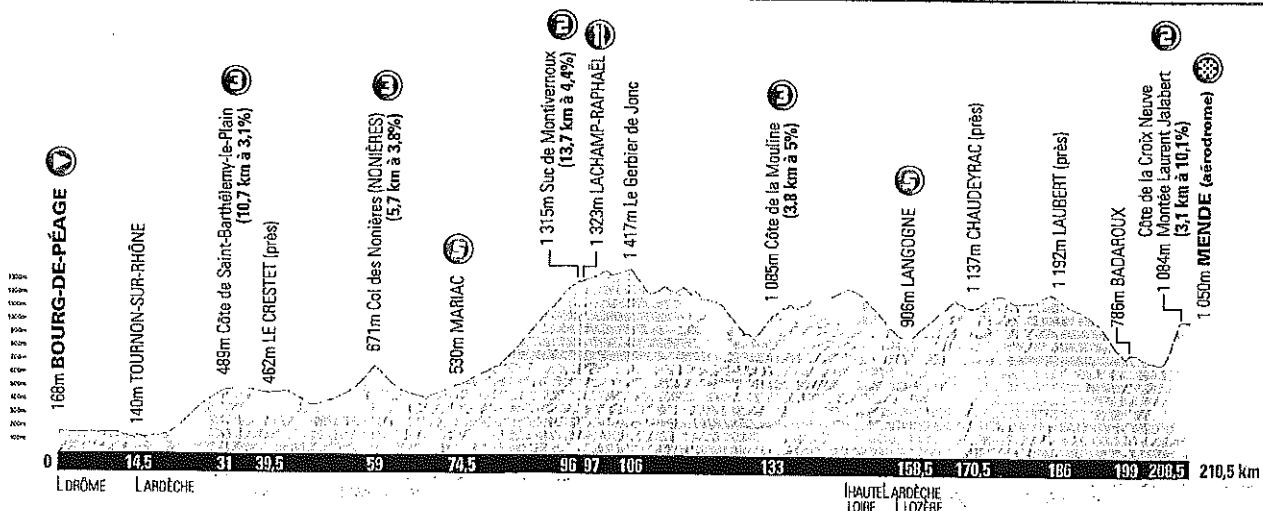 168m BOURG-DE-PÉAGE
140m TOURNON-SUR-RHÔNE
489m Côte de Saint-Barthélemy-le-Plain
(10,7 km à 3,1%)
3
462m LE CRESTET (près)
671m Col des Nonières (NONIÈRES)
(5,7 km à 3,8%)
3
530m MARIAC
1 315m Suc de Montivernoux
(13,7 km à 4,4%)
2
1 323m LACHAMP-RAPHAËL
1 417m Le Gerbier de Jonc
1 085m Côte de la Mouline
(3,8 km à 5%)
3
906m LANGOGNE
1 137m CHAUDEYRAC (près)
1 192m LAUBERT (près)
786m BADAROUX
Côte de la Croix Neuve
1 084m Montée Laurent Jalabert
(3,1 km à 10,1%)
2
1 050m MENDE (aérodrome)
0 14,5 31 39,5 59 74,5 96 97 106 133 158,5 170,5 186 199 208,5 210,5 km
DRÔME ARDÈCHE HAUTE ARDÈCHE
LOIRE LOZÈRE